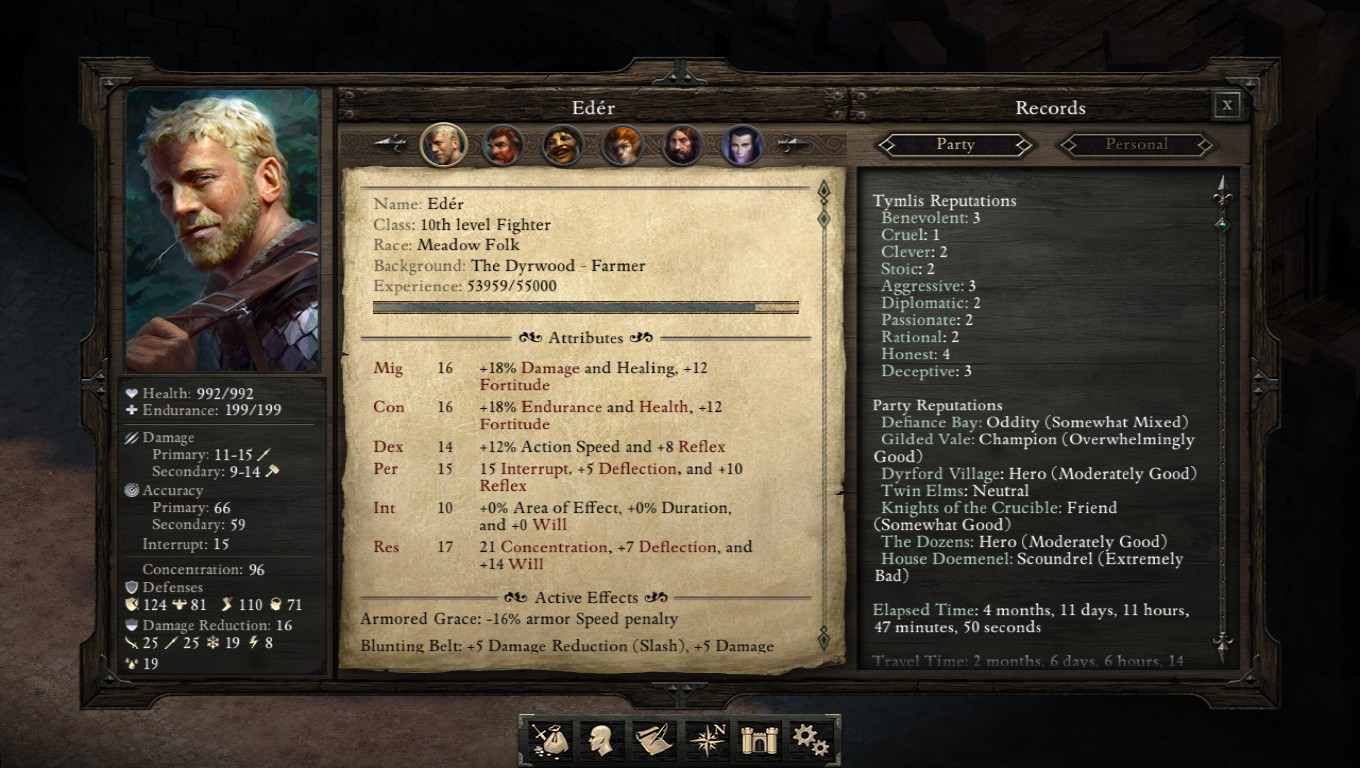 Edér
Records
X
Party
Personal
Name: Edér
Class: 10th level Fighter
Race: Meadow Folk
Background: The Dyrwood - Farmer
Experience: 53959/55000
Attributes
Mig 16 +18% Damage and Healing, +12
Fortitude
Con 16 +18% Endurance and Health, +12
Fortitude
Dex 14 +12% Action Speed and +8 Reflex
Per 15 15 Interrupt, +5 Deflection, and +10
Reflex
Int 10 +0% Area of Effect, +0% Duration,
and +0 Will
Res 17 21 Concentration, +7 Deflection, and
+14 Will
Active Effects
Armored Grace: -16% armor Speed penalty
Blunting Belt: +5 Damage Reduction (Slash), +5 Damage
Health: 992/992
Endurance: 199/199
Damage
Primary: 11-15
Secondary: 9-14
Accuracy
Primary: 66
Secondary: 59
Interrupt: 15
Concentration: 96
Defenses
124 81 110 71
Damage Reduction: 16
25 25 19 8
19
Tymlis Reputations
Benevolent: 3
Cruel: 1
Clever: 2
Stoic: 2
Aggressive: 3
Diplomatic: 2
Passionate: 2
Rational: 2
Honest: 4
Deceptive: 3
Party Reputations
Defiance Bay: Oddity (Somewhat Mixed)
Gilded Vale: Champion (Overwhelmingly
Good)
Dyrford Village: Hero (Moderately Good)
Twin Elms: Neutral
Knights of the Crucible: Friend
(Somewhat Good)
The Dozens: Hero (Moderately Good)
House Doemenel: Scoundrel (Extremely
Bad)
Elapsed Time: 4 months, 11 days, 11 hours,
47 minutes, 50 seconds
Travel Time: 2 months, 6 days, 6 hours, 14
N